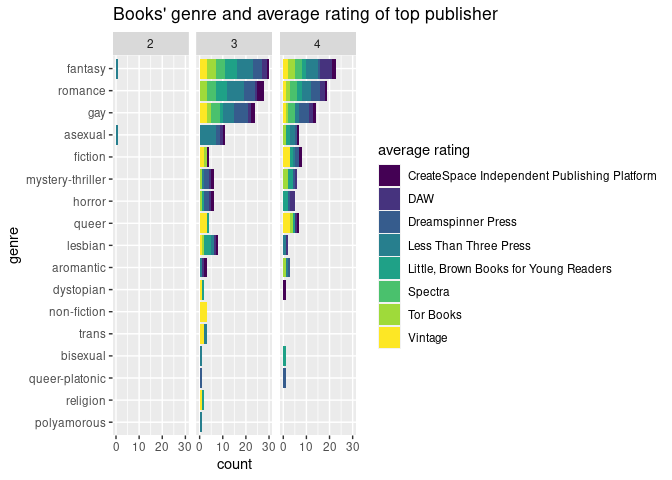 Books' genre and average rating of top publisher
2 3 4
fantasy
romance
gay
asexual
fiction
mystery-thriller
horror
queer
lesbian
aromantic
dystopian
non-fiction
trans
bisexual
queer-platonic
religion
polyamorous
genre
0 10 20 30 0 10 20 30 0 10 20 30
count
average rating
CreateSpace Independent Publishing Platform
DAW
Dreamspinner Press
Less Than Three Press
Little, Brown Books for Young Readers
Spectra
Tor Books
Vintage